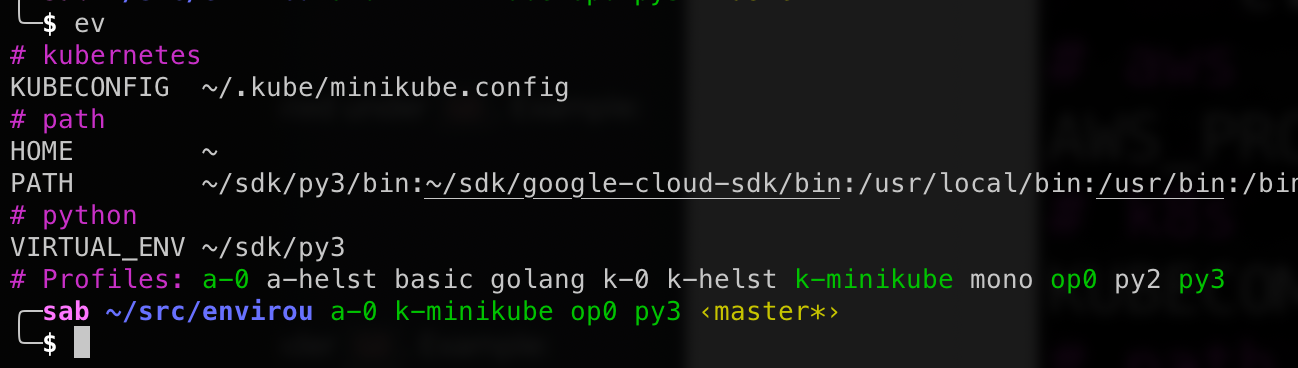 $ ev
# kubernetes
KUBECONFIG ~/.kube/minikube.config
# path
HOME ~
PATH ~/sdk/py3/bin:~/sdk/google-cloud-sdk/bin:/usr/local/bin:/usr/bin:/bin
# python
VIRTUAL_ENV ~/sdk/py3
# Profiles: a-0 a-helst basic golang k-0 k-helst k-minikube mono op0 py2 py3
sab ~/src/envirou a-0 k-minikube op0 py3 ‹master*›
$